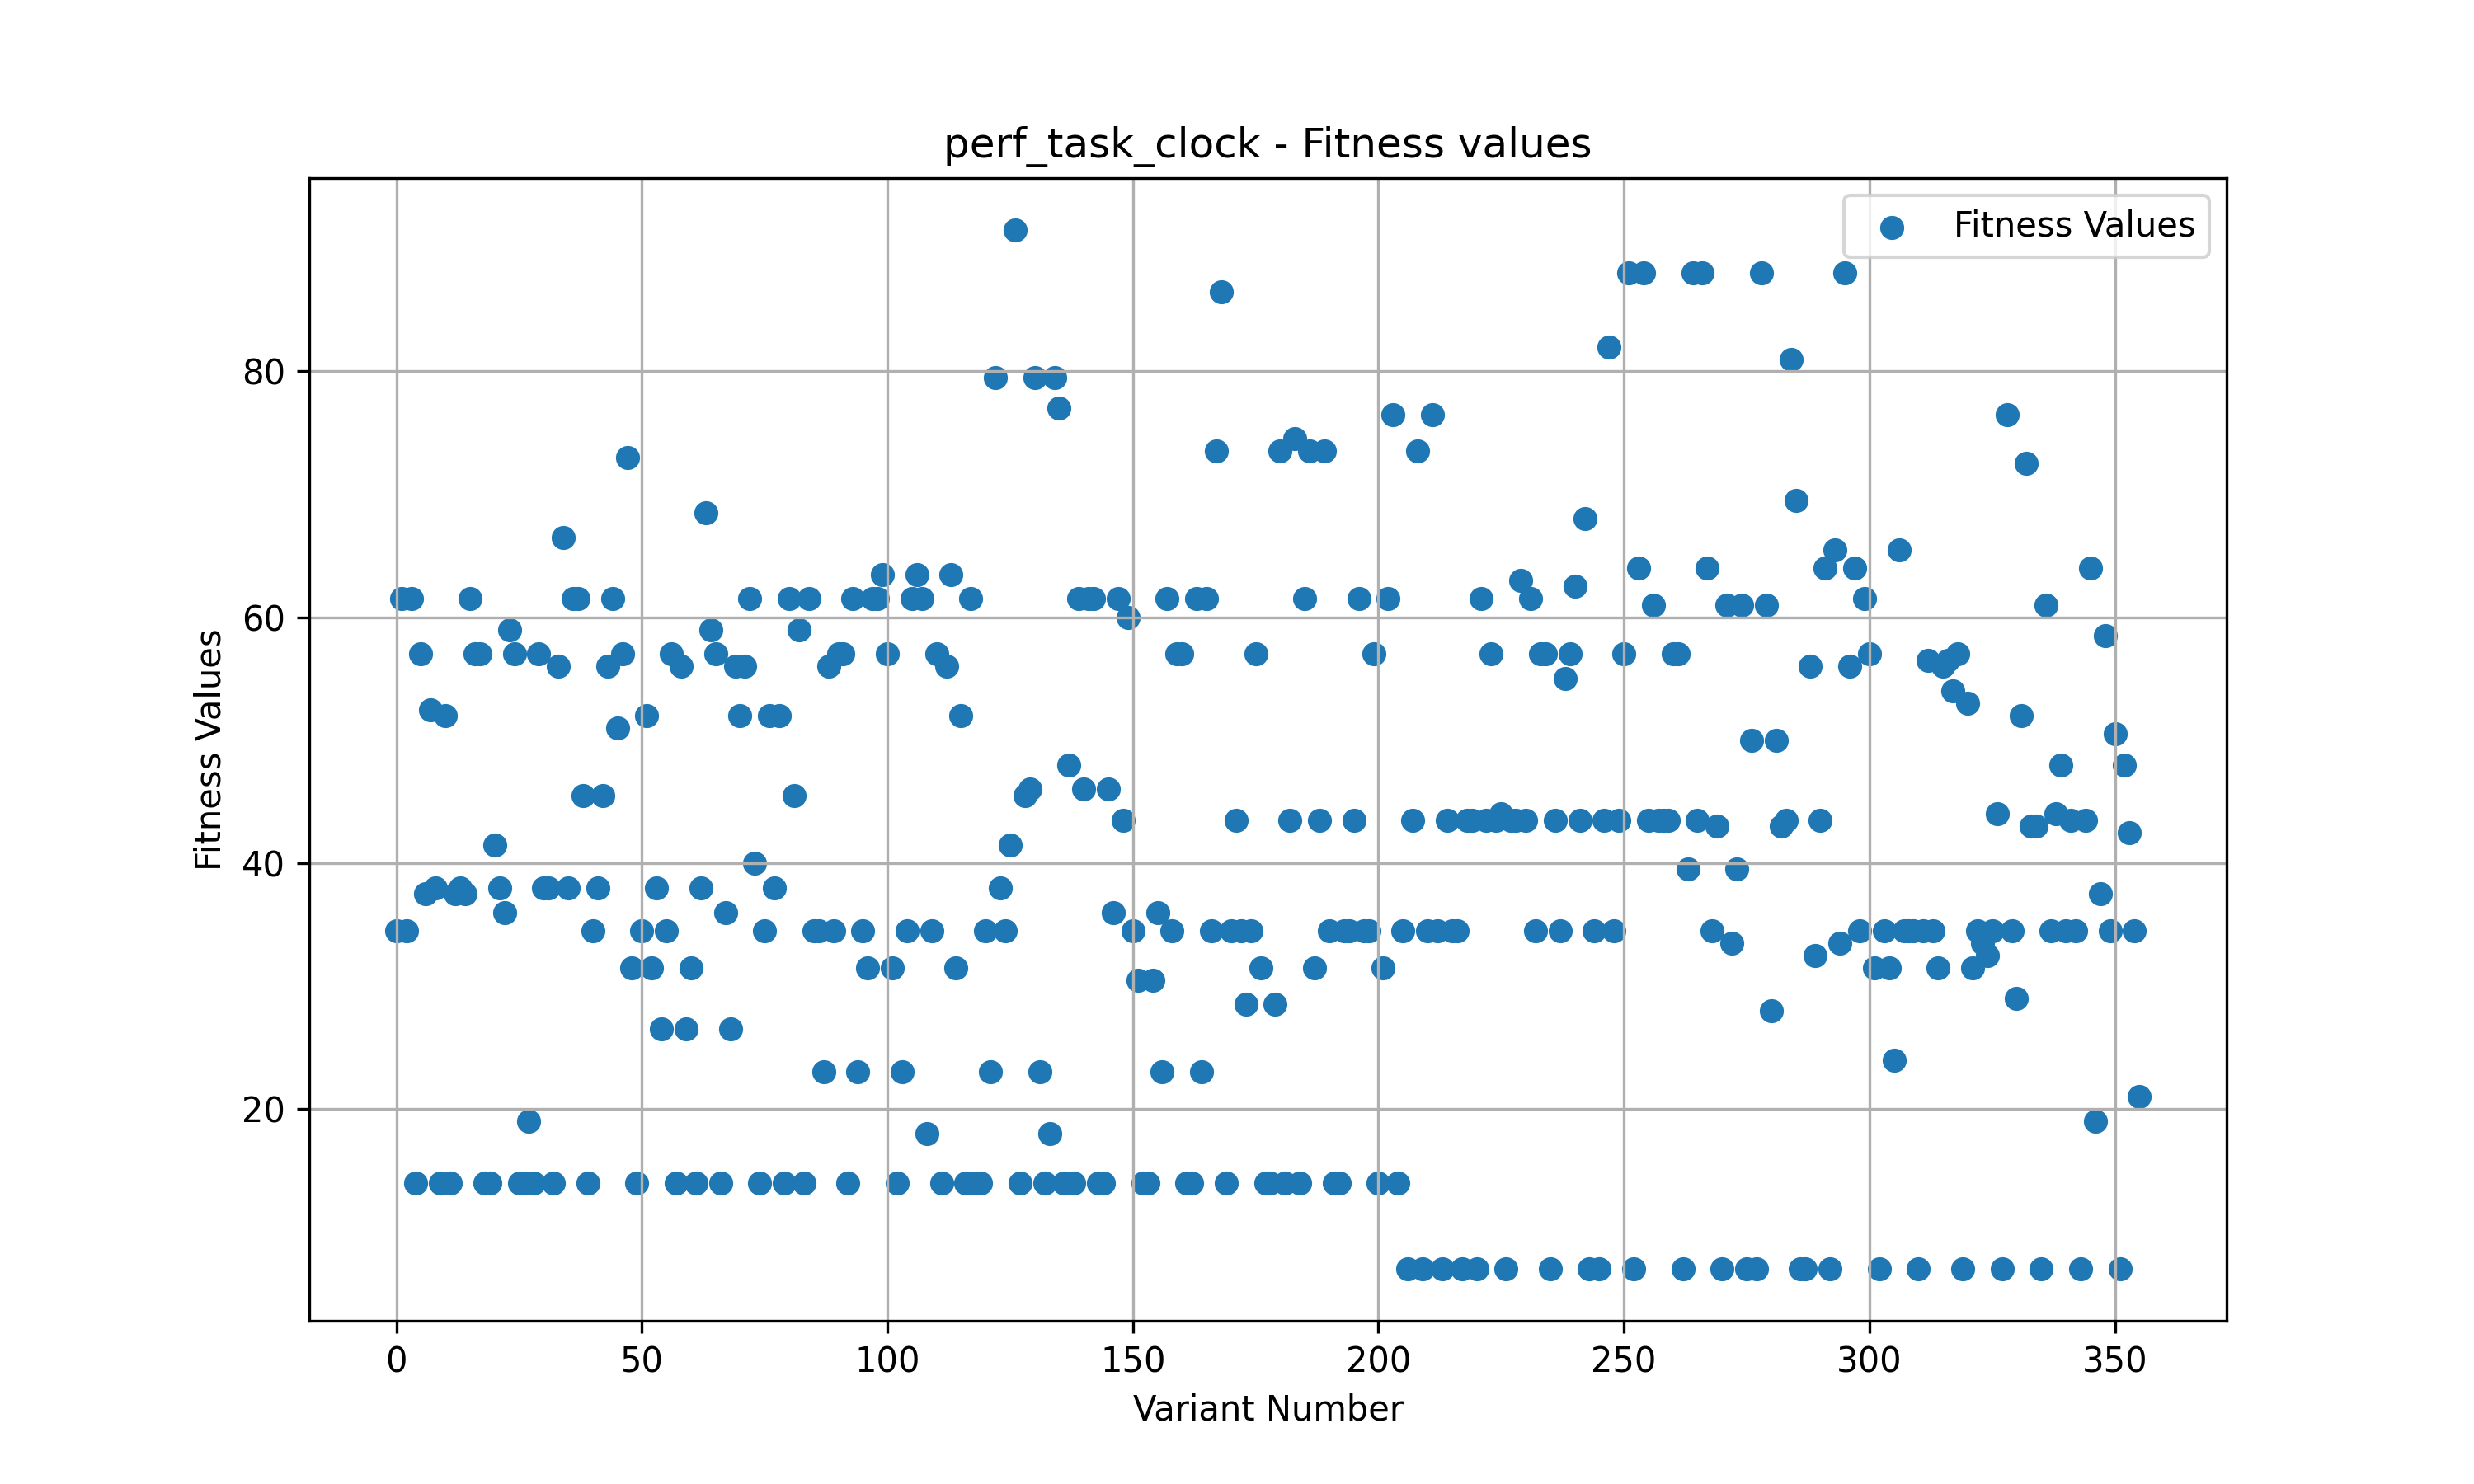 perf_task_clock - Fitness values
Fitness Values
Fitness Values
80
60
40
20
0 50 100 150 200 250 300 350
Variant Number